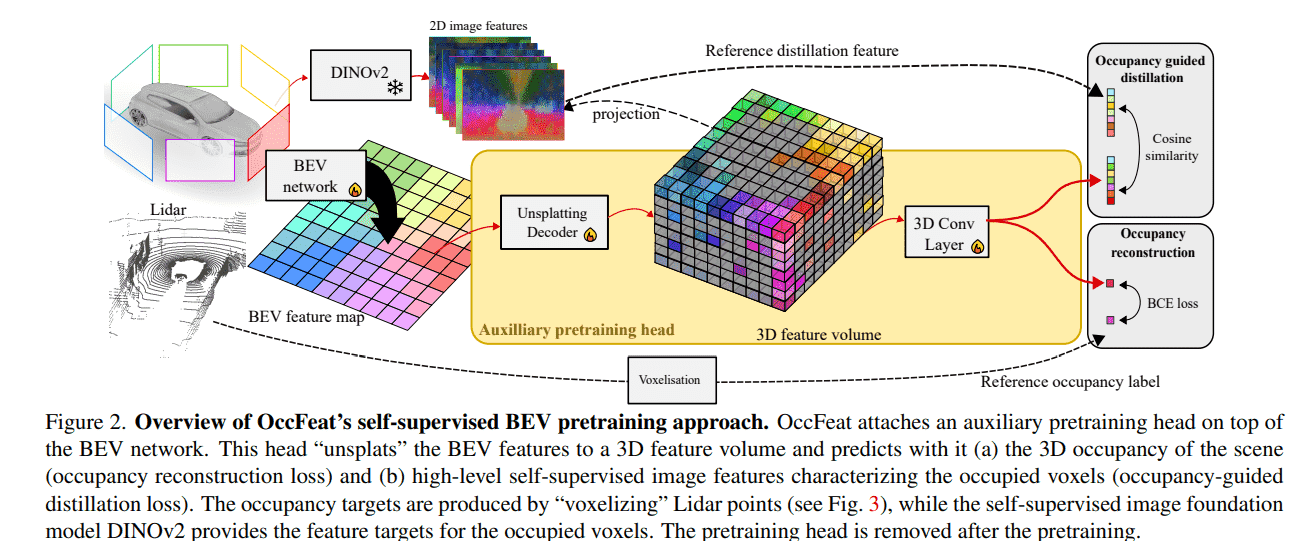 2D image features
DINOv2
Reference distillation feature
Occupancy guided
distillation
projection
Cosine
similarity
BEV
network
Lidar
Unsplatting
Decoder
3D Conv
Layer
Occupancy
reconstruction
BCE loss
BEV feature map
Auxilliary pretraining head
3D feature volume
Voxelisation
Reference occupancy label
Figure 2. Overview of OccFeat’s self-supervised BEV pretraining approach. OccFeat attaches an auxiliary pretraining head on top of
the BEV network. This head “unsplats” the BEV features to a 3D feature volume and predicts with it (a) the 3D occupancy of the scene
(occupancy reconstruction loss) and (b) high-level self-supervised image features characterizing the occupied voxels (occupancy-guided
distillation loss). The occupancy targets are produced by “voxelizing” Lidar points (see Fig. 3), while the self-supervised image foundation
model DINOv2 provides the feature targets for the occupied voxels. The pretraining head is removed after the pretraining.